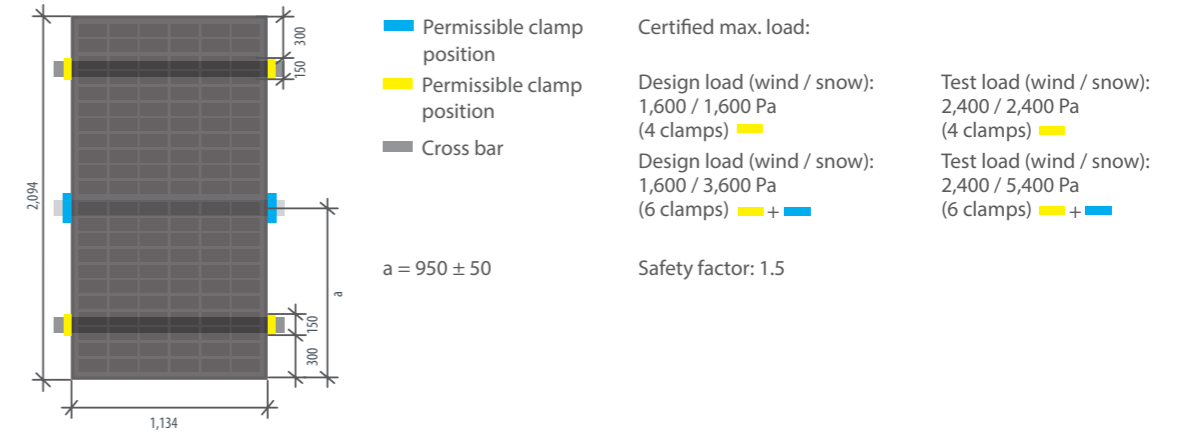 2,094
300
150
a
150
300
1,134
Permissible clamp
position
Permissible clamp
position
Cross bar
a = 950 ± 50
Certified max. load:
Design load (wind / snow):
1,600 / 1,600 Pa
(4 clamps)
Design load (wind / snow):
1,600 / 3,600 Pa
(6 clamps) +
Safety factor: 1.5
Test load (wind / snow):
2,400 / 2,400 Pa
(4 clamps)
Test load (wind / snow):
2,400 / 5,400 Pa
(6 clamps) +